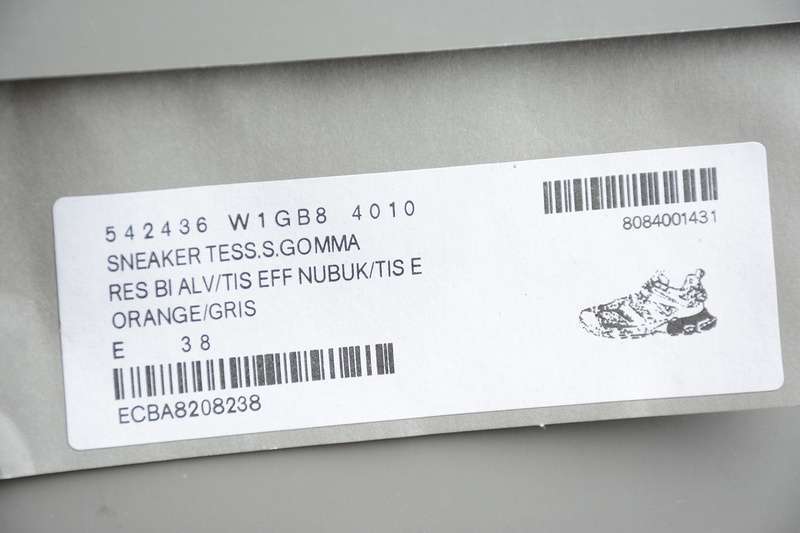 542436 W1GB8 4010
8084001431
SNEAKER TESS.S.GOMMA
RES BI ALV/TIS EFF NUBUK/TIS E
ORANGE/GRIS
E 38
ECBA8208238